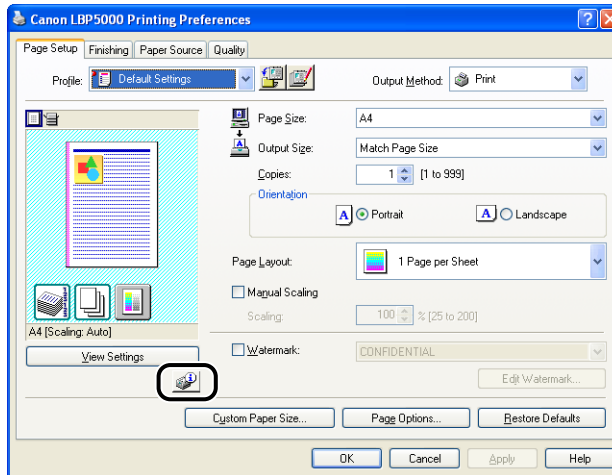 Canon LBP5000 Printing Preferences
Page Setup Finishing Paper Source Quality
Profile: Default Settings Output Method: Print
Page Size: A4
Output Size: Match Page Size
Copies: 1 [1 to 999]
Orientation
A Portrait A Landscape
Page Layout: 1 Page per Sheet
Manual Scaling
Scaling: 100 % [25 to 200]
A4 [Scaling: Auto]
View Settings
Watermark: CONFIDENTIAL
Edit Watermark...
Custom Paper Size... Page Options... Restore Defaults
OK Cancel Apply Help